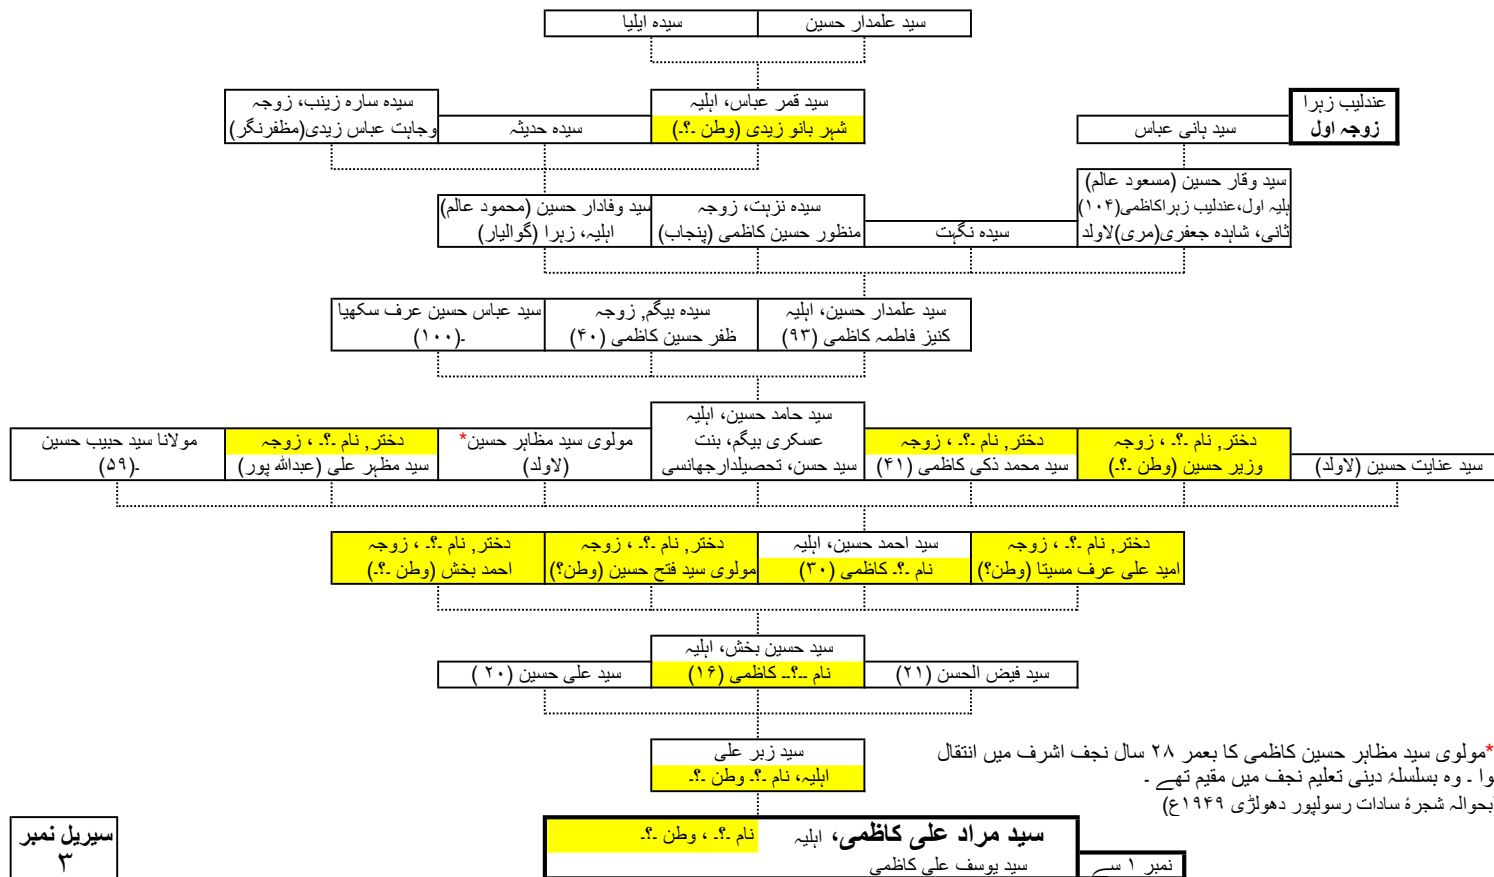 سید علمدار حسین
سیدہ ایلیا
عندلیب زہرا
زوجہ اول
سید ہانی عباس
سید قمر عباس، اہلیہ
شہر بانو زیدی (وطن ۔؟۔)
سیدہ حدیثہ
سیدہ سارہ زینب، زوجہ
وجاہت عباس زیدی(مظفرنگر)
سید وقار حسین (مسعود عالم)
ہلیہ اول،عندلیب زہراکاظمی(۱۰۴)
ثانی، شاہدہ جعفری(مری)لاولد
سیدہ نگہت
سیدہ نزہت، زوجہ
منظور حسین کاظمی (پنجاب)
سید وفادار حسین (محمود عالم)
اہلیہ، زہرا (گوالیار)
سید علمدار حسین، اہلیہ
کنیز فاطمہ کاظمی (۹۳)
سیدہ بیگم, زوجہ
ظفر حسین کاظمی (۴۰)
سید عباس حسین عرف سکھیا
۔(۱۰۰)
سید عنایت حسین (لاولد)
دختر, نام ۔؟۔ ، زوجہ
وزیر حسین (وطن ۔؟۔)
دختر, نام ۔؟۔ ، زوجہ
سید محمد ذکی کاظمی (۴۱)
سید حامد حسین، اہلیہ
عسکری بیگم، بنت
سید حسن، تحصیلدارجھانسی
مولوی سید مظاہر حسین*
(لاولد)
دختر, نام ۔؟۔ ، زوجہ
سید مظہر علی (عبداللہ پور)
مولانا سید حبیب حسین
۔(۵۹)
دختر, نام ۔؟۔ ، زوجہ
امید علی عرف مسیتا (وطن؟)
سید احمد حسین، اہلیہ
نام ۔؟۔ کاظمی (۳۰)
دختر, نام ۔؟۔ ، زوجہ
مولوی سید فتح حسین (وطن؟)
دختر, نام ۔؟۔ ، زوجہ
احمد بخش (وطن ۔؟۔)
سید فیض الحسن (۲۱)
سید حسین بخش، اہلیہ
نام ۔۔؟۔۔ کاظمی (۱۶)
سید علی حسین (۲۰ )
سید زبر علی
اہلیہ، نام ۔؟۔ وطن ۔؟۔
*مولوی سید مظاہر حسین کاظمی کا بعمر ۲۸ سال نجف اشرف میں انتقال
وا ۔ وہ بسلسلۂ دینی تعلیم نجف میں مقیم تھے ۔
بحوالہ شجرۂ سادات رسولپور دھولڑی ۱۹۴۹ع)
سید مراد علی کاظمی، اہلیہ نام ۔؟۔ ، وطن ۔؟۔
سید یوسف علی کاظمی
نمبر ۱ سے
سیریل نمبر
۳